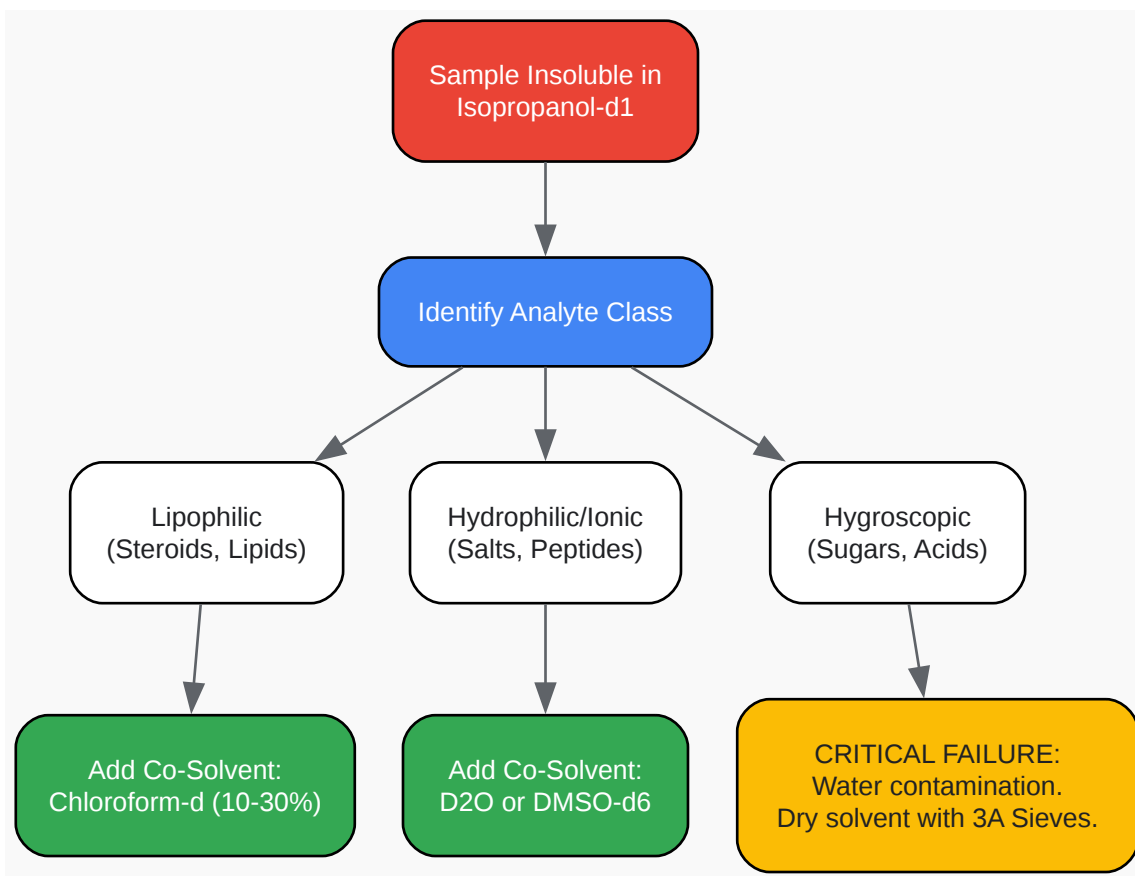 Sample Insoluble in
Isopropanol-d1
Identify Analyte Class
Lipophilic
(Steroids, Lipids)
Hydrophilic/Ionic
(Salts, Peptides)
Hygroscopic
(Sugars, Acids)
Add Co-Solvent:
Chloroform-d (10-30%)
Add Co-Solvent:
D2O or DMSO-d6
CRITICAL FAILURE:
Water contamination.
Dry solvent with 3A Sieves.